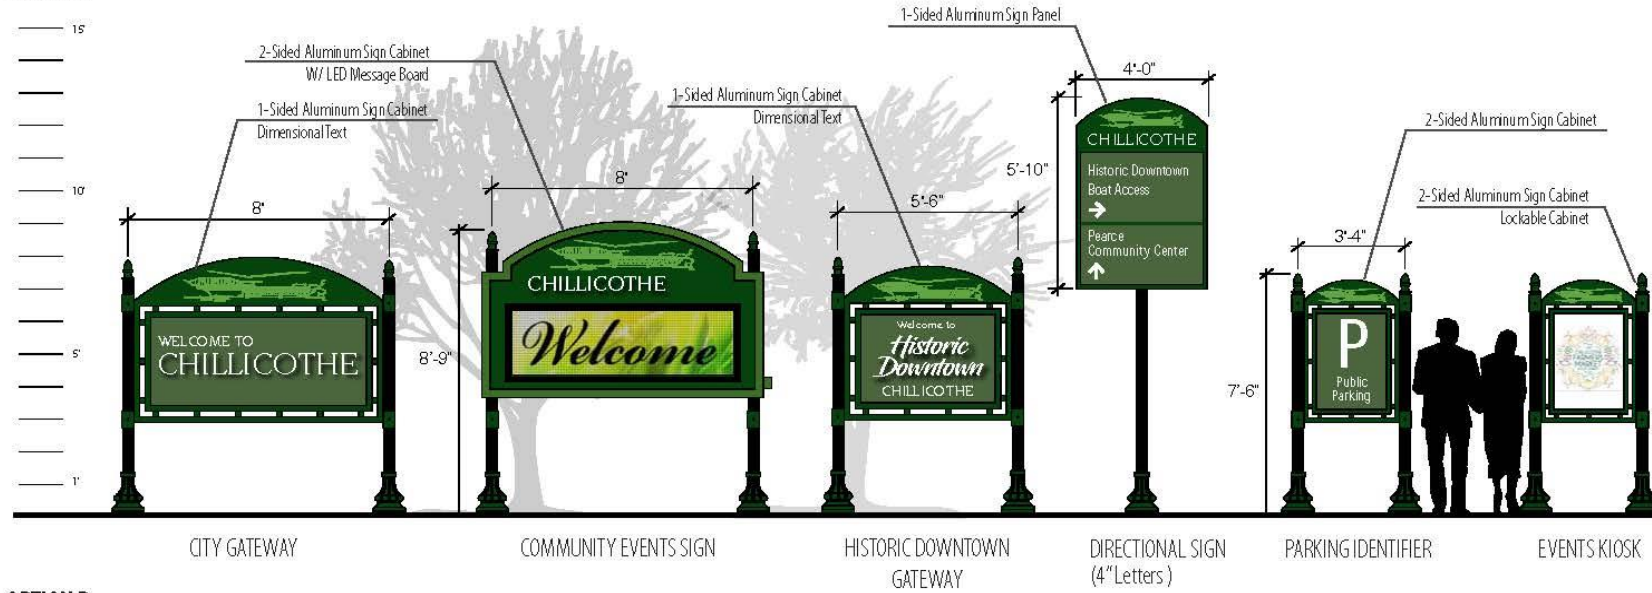 15'
10'
5'
1'
2-Sided Aluminum Sign Cabinet
W/ LED Message Board
1-Sided Aluminum Sign Cabinet
Dimensional Text
1-Sided Aluminum Sign Cabinet
Dimensional Text
1-Sided Aluminum Sign Panel
2-Sided Aluminum Sign Cabinet
2-Sided Aluminum Sign Cabinet
Lockable Cabinet
8'
WELCOME TO
CHILLICOTHE
8'
8'-9"
CHILLICOTHE
Welcome
5'-6"
Welcome to
Historic
Downtown
CHILLICOTHE
4'-0"
5'-10"
CHILLICOTHE
Historic Downtown
Boat Access
→
Pearce
Community Center
↑
3'-4"
7'-6"
P
Public
Parking
CITY GATEWAY
COMMUNITY EVENTS SIGN
HISTORIC DOWNTOWN
GATEWAY
DIRECTIONAL SIGN
(4" Letters )
PARKING IDENTIFIER
EVENTS KIOSK